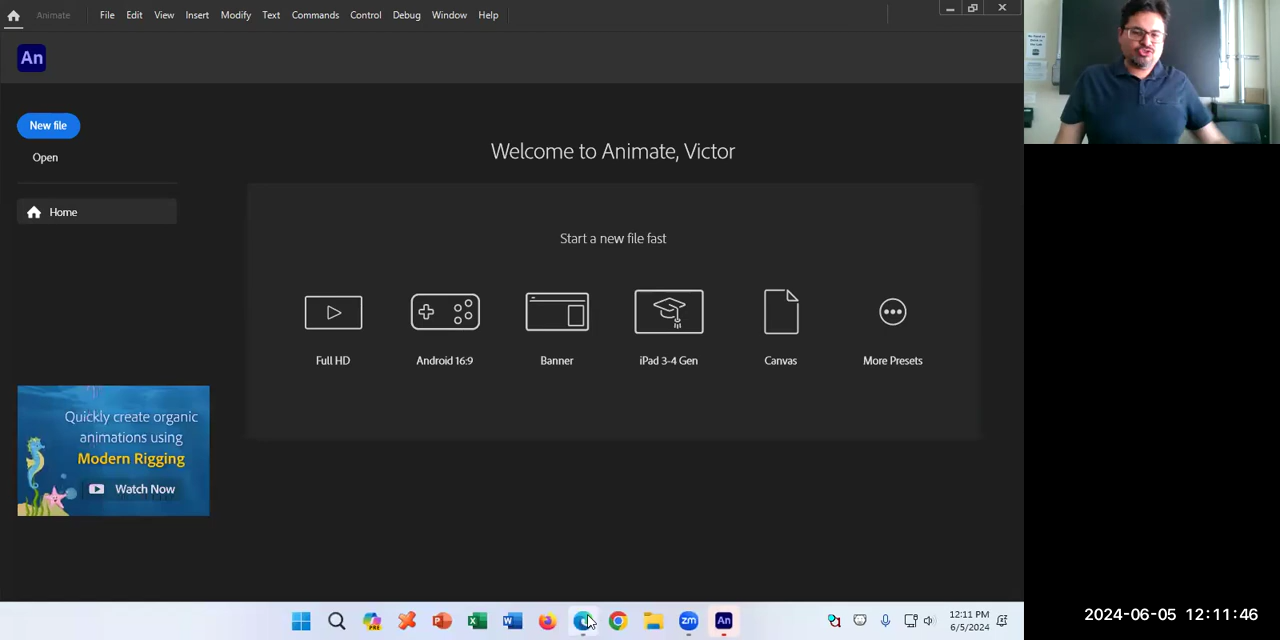 Animate File Edit View Insert Modify Text Commands Control Debug Window Help
An
New file
Open
Home
Welcome to Animate, Victor
Start a new file fast
Full HD Android 16:9 Banner iPad 3-4 Gen Canvas More Presets
Quickly create organic
animations using
Modern Rigging
Watch Now
PRE zm An
12:11 PM
6/5/2024
2024-06-05 12:11:46